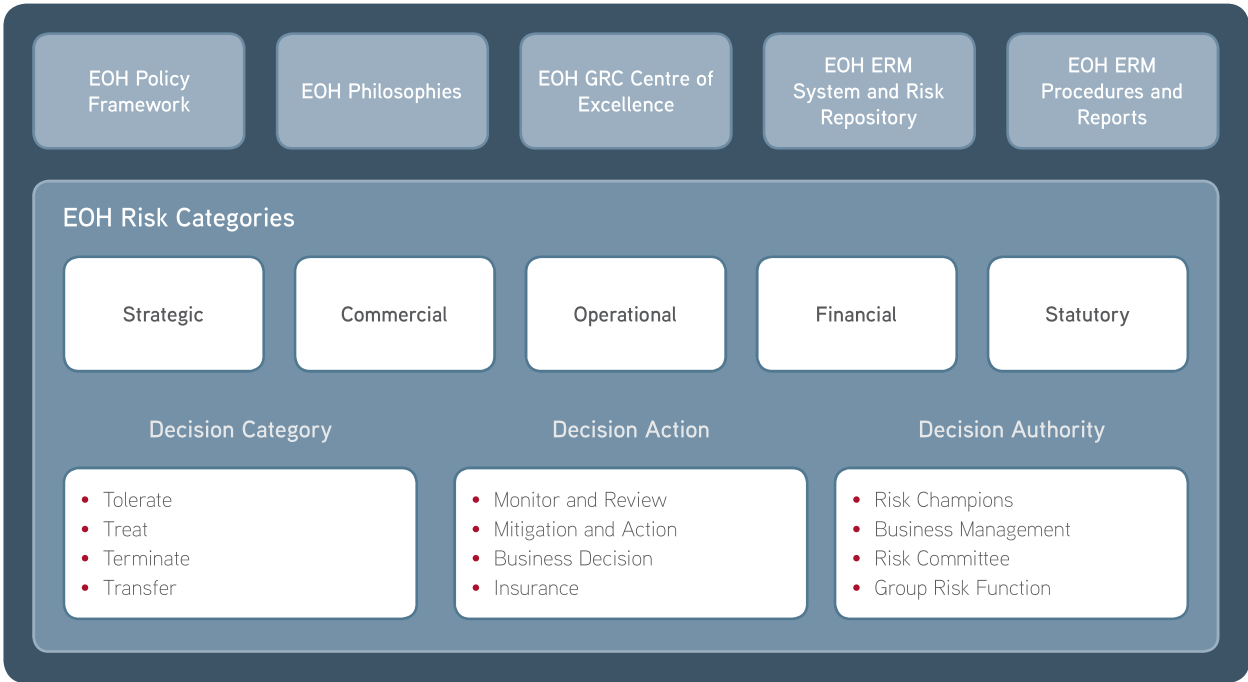 EOH Policy
Framework
EOH Philosophies
EOH GRC Centre of
Excellence
EOH ERM
System and Risk
Repository
EOH ERM
Procedures and
Reports
EOH Risk Categories
Strategic
Commercial
Operational
Financial
Statutory
Decision Category
• Tolerate
• Treat
• Terminate
• Transfer
Decision Action
• Monitor and Review
• Mitigation and Action
• Business Decision
• Insurance
Decision Authority
• Risk Champions
• Business Management
• Risk Committee
• Group Risk Function